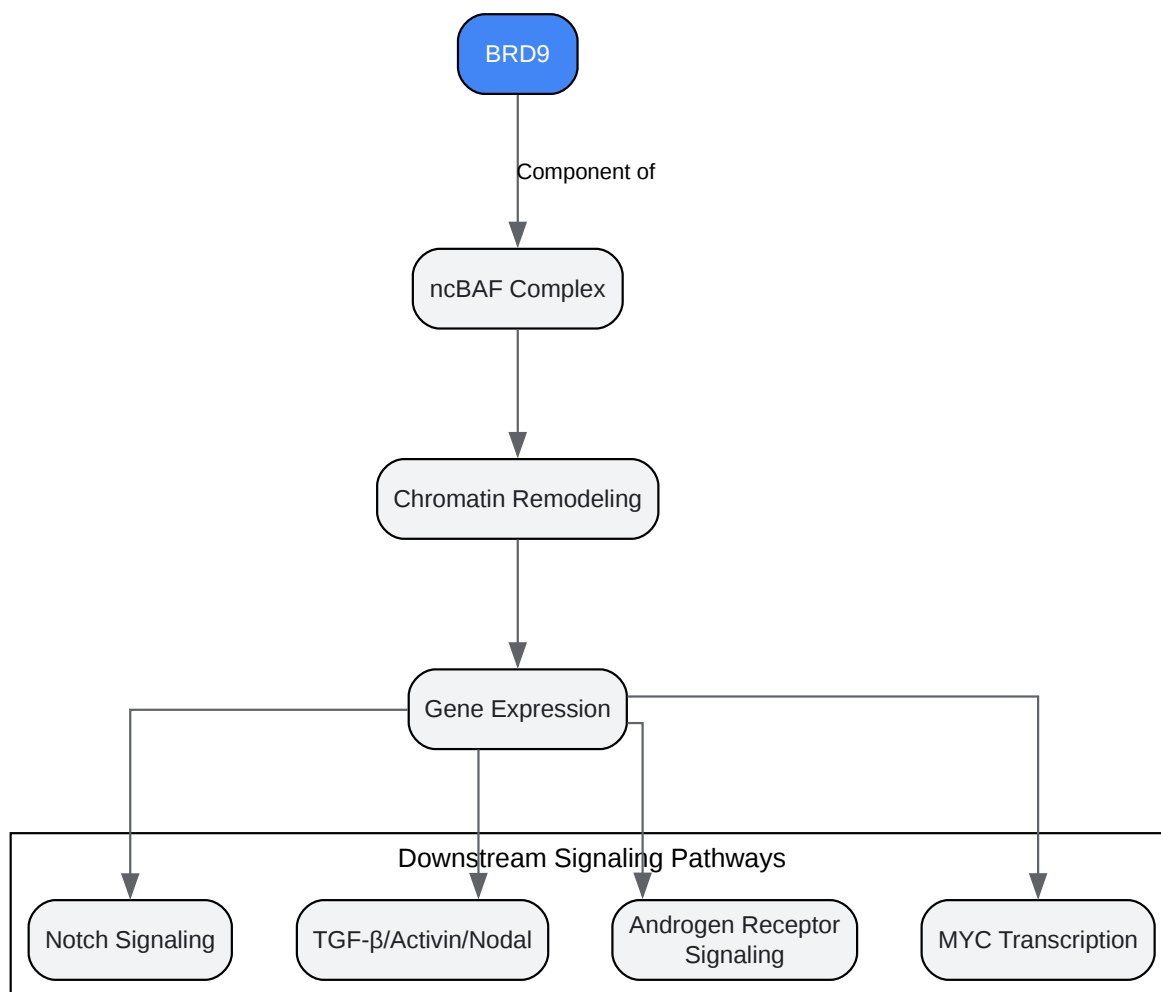 BRD9
Component of
ncBAF Complex
Chromatin Remodeling
Gene Expression
Downstream Signaling Pathways
Notch Signaling
TGF-β/Activin/Nodal
Androgen Receptor
Signaling
MYC Transcription